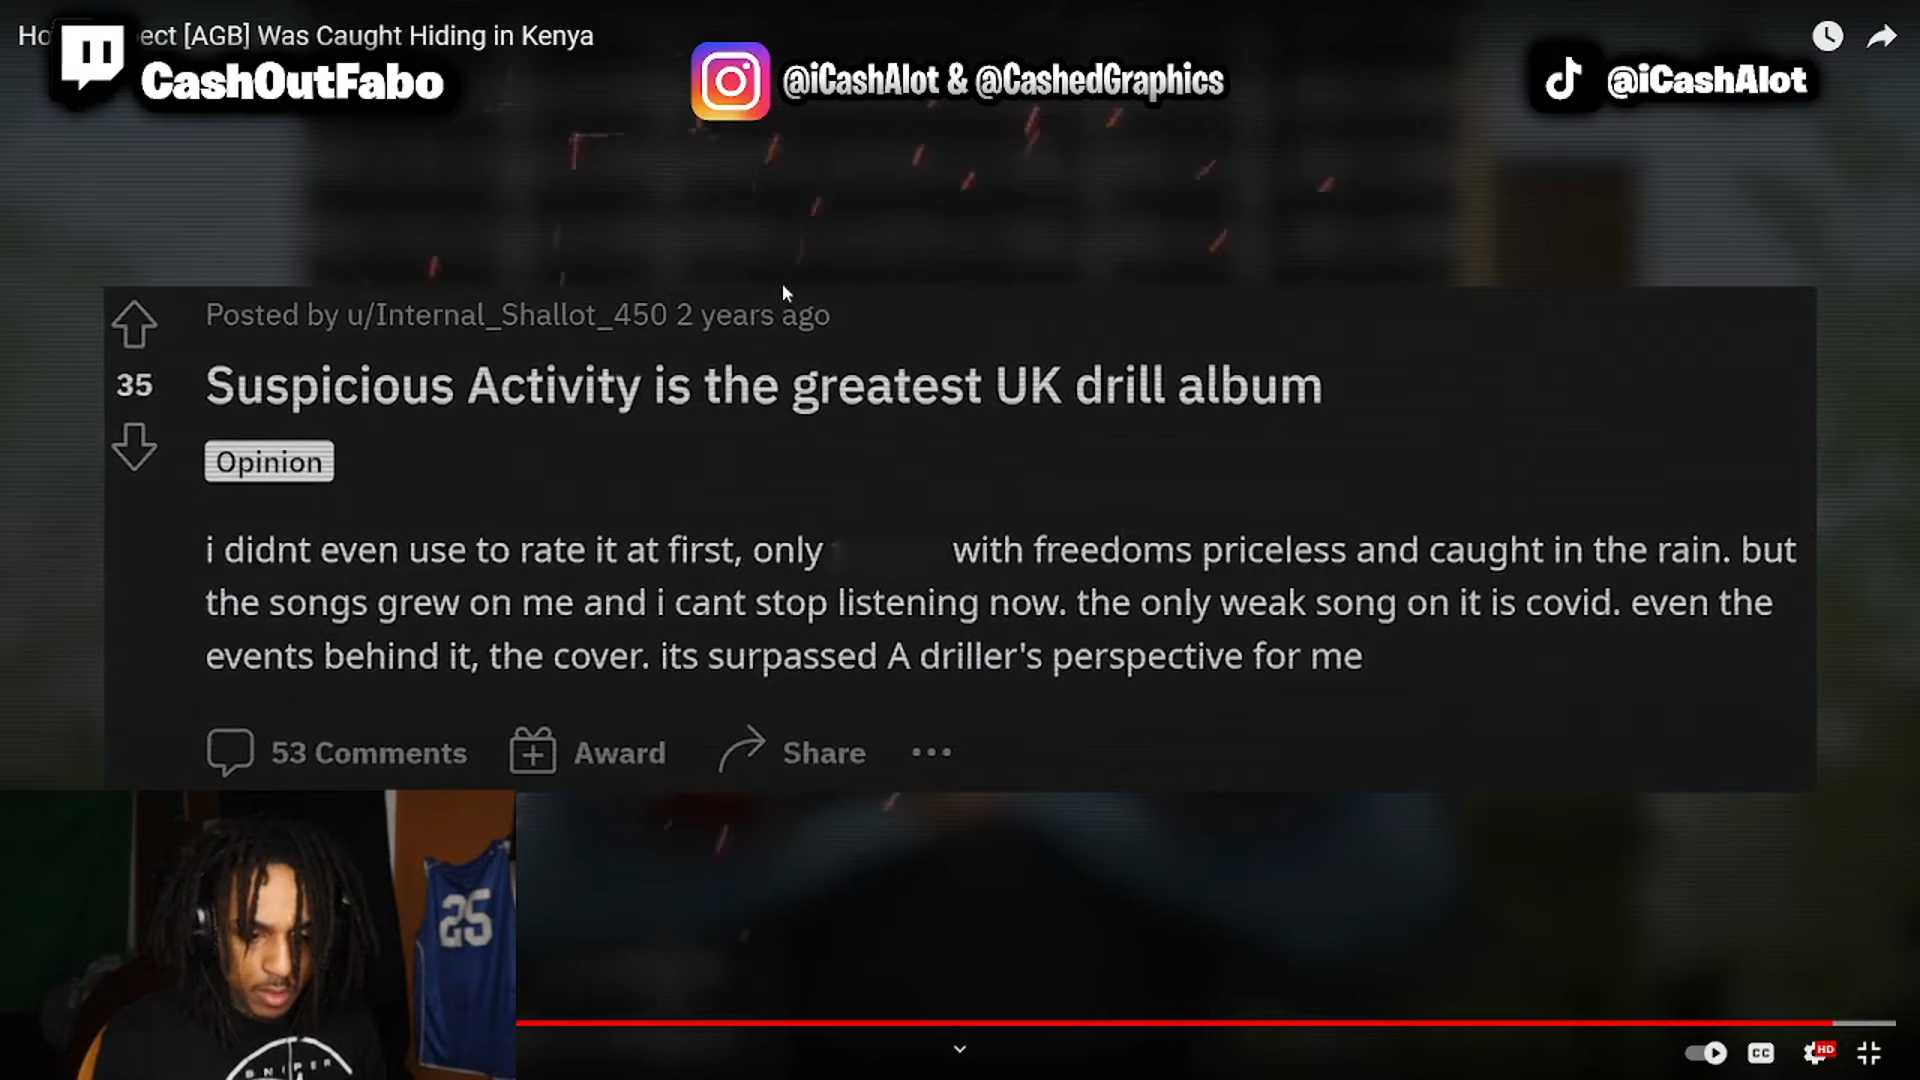 Ho ect [AGB] Was Caught Hiding in Kenya
CashOutFabo
@iCashAlot & @CashedGraphics
@iCashAlot
Posted by u/Internal_Shallot_450 2 years ago
35
Suspicious Activity is the greatest UK drill album
Opinion
i didnt even use to rate it at first, only with freedoms priceless and caught in the rain. but
the songs grew on me and i cant stop listening now. the only weak song on it is covid. even the
events behind it, the cover. its surpassed A driller's perspective for me
53 Comments
Award
Share
25
SNIPER
CC
HD